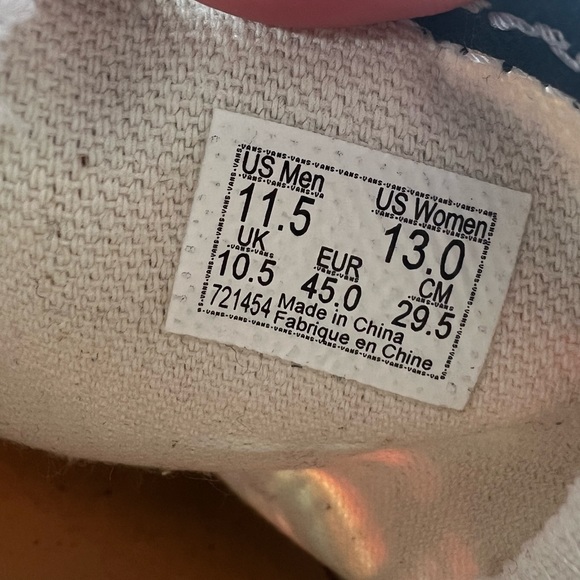 US Men US Women
11.5 13.0
UK EUR CM
10.5 45.0 29.5
721454 Made in China
Fabrique en Chine
VANS